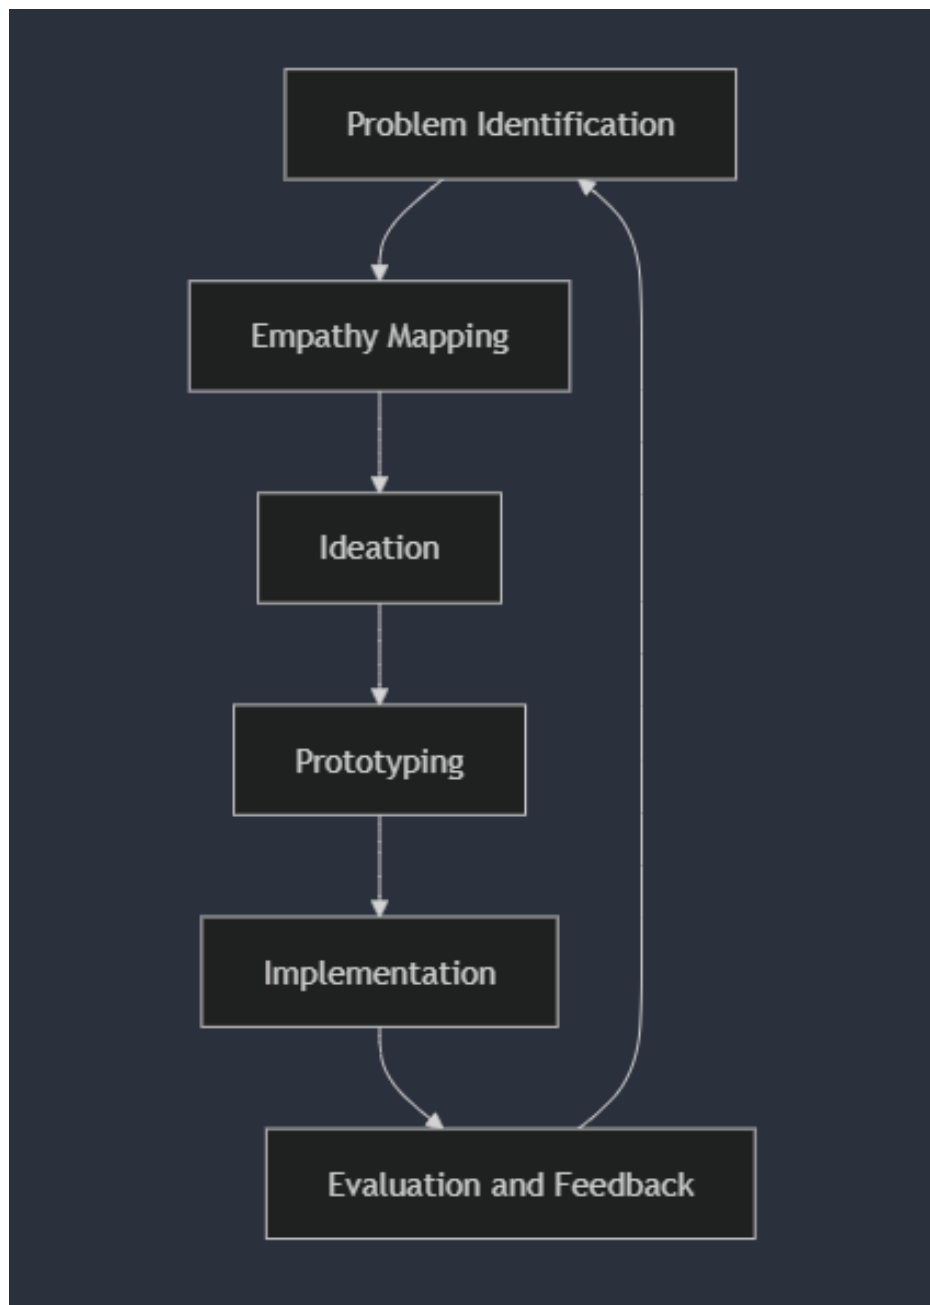 Problem Identification
Empathy Mapping
Ideation
Prototyping
Implementation
Evaluation and Feedback